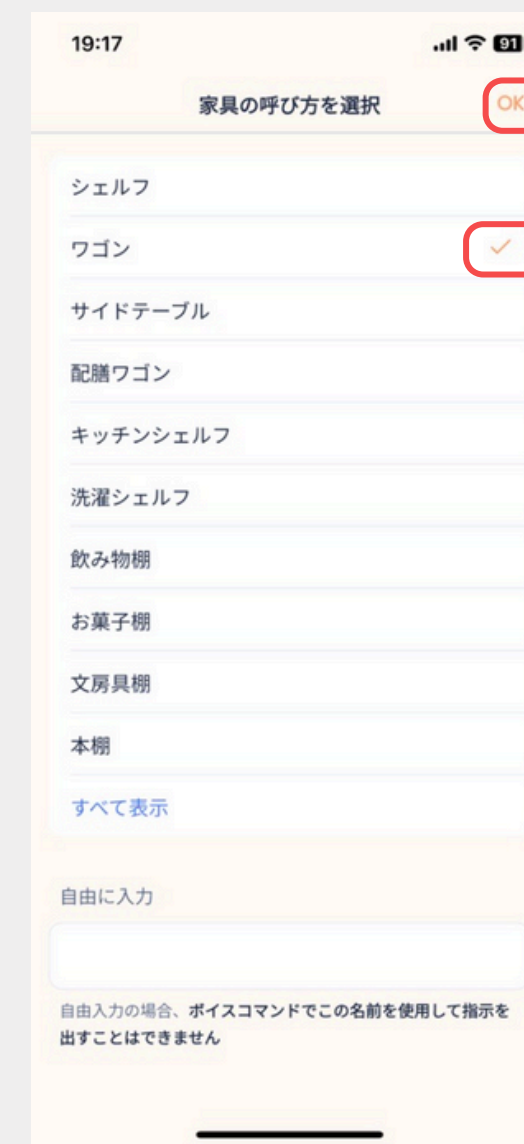 19:17
91
家具の呼び方を選択
OK
シェルフ
ワゴン
サイドテーブル
配膳ワゴン
キッチンシェルフ
洗濯シェルフ
飲み物棚
お菓子棚
文房具棚
本棚
すべて表示
自由に入力
自由入力の場合、ボイスコマンドでこの名前を使用して指示を
出すことはできません